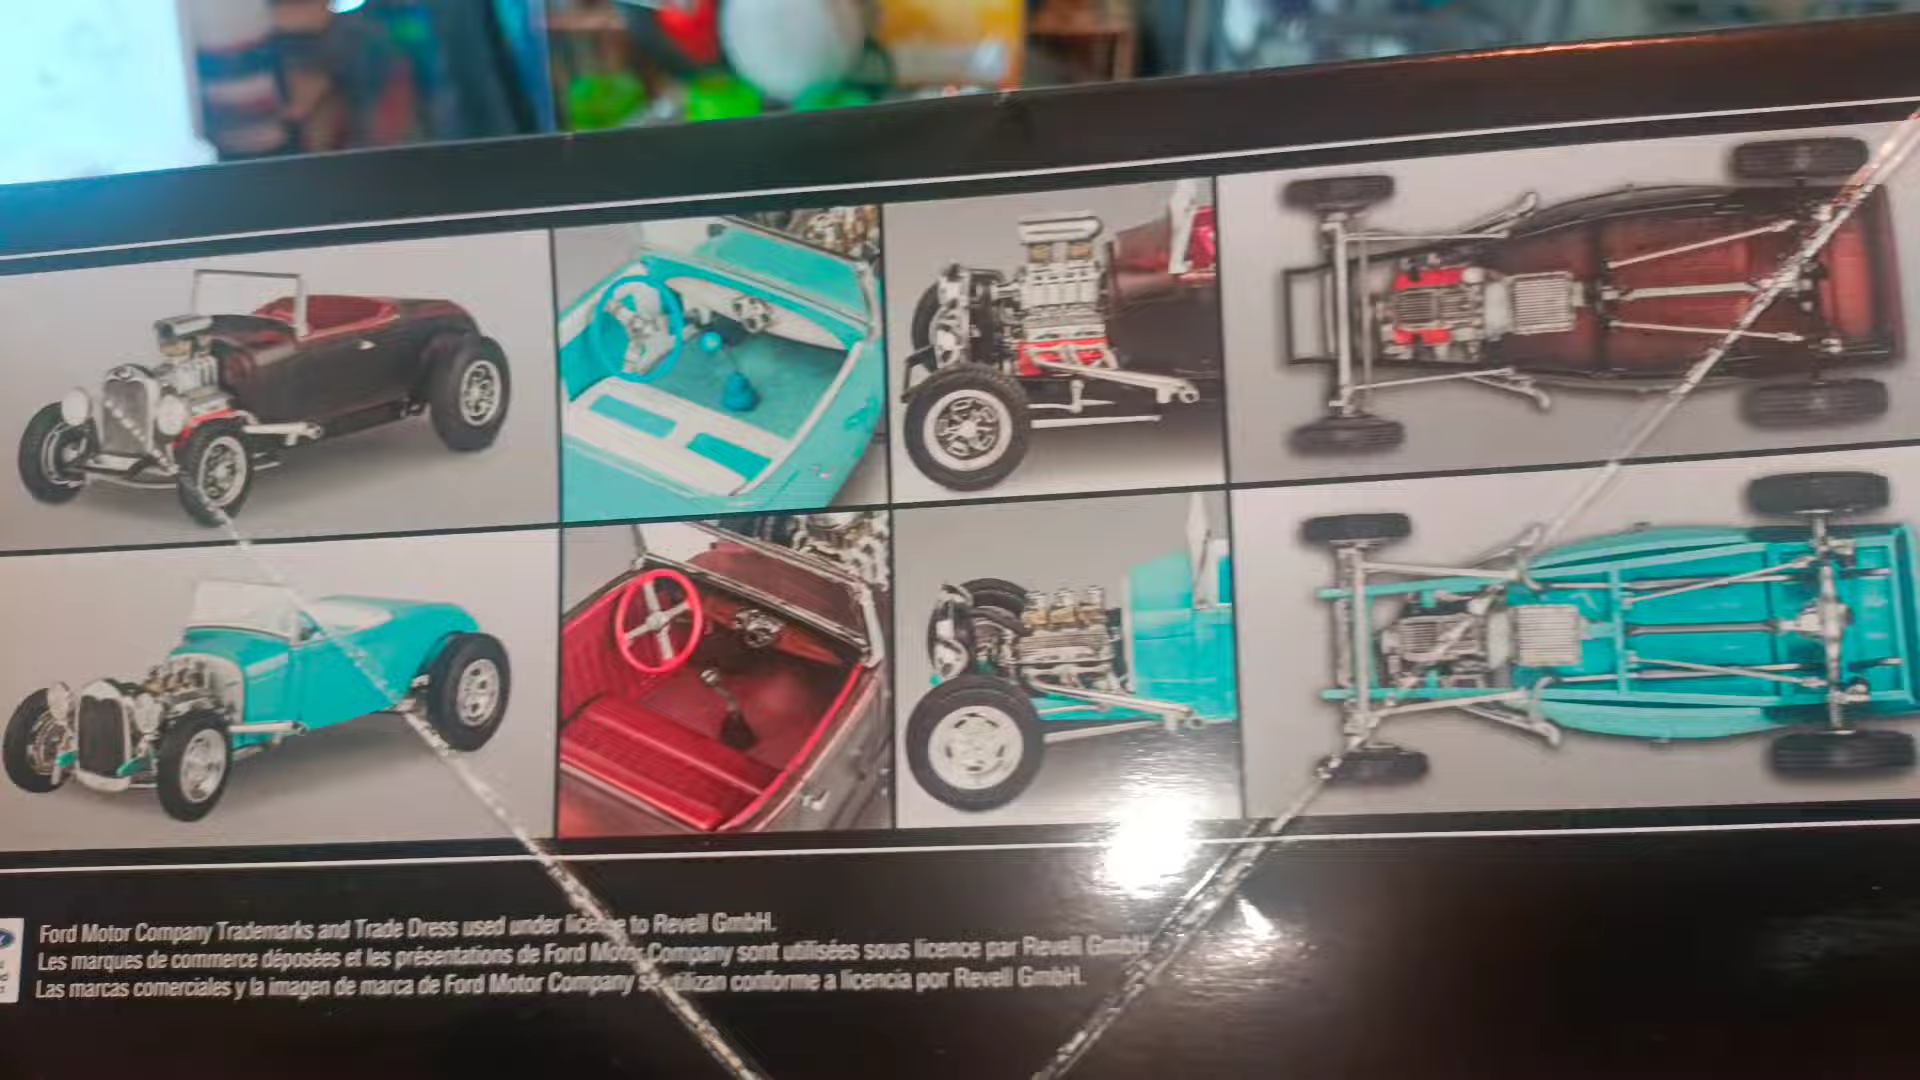 Ford Motor Company Trademarks and Trade Dress used under license to Revell GmbH.
Les marques de commerce déposées et les présentations de Ford Motor Company sont utilisées sous licence par Revell GmbH.
Las marcas comerciales y la imagen de marca de Ford Motor Company se utilizan conforme a licencia por Revell GmbH.